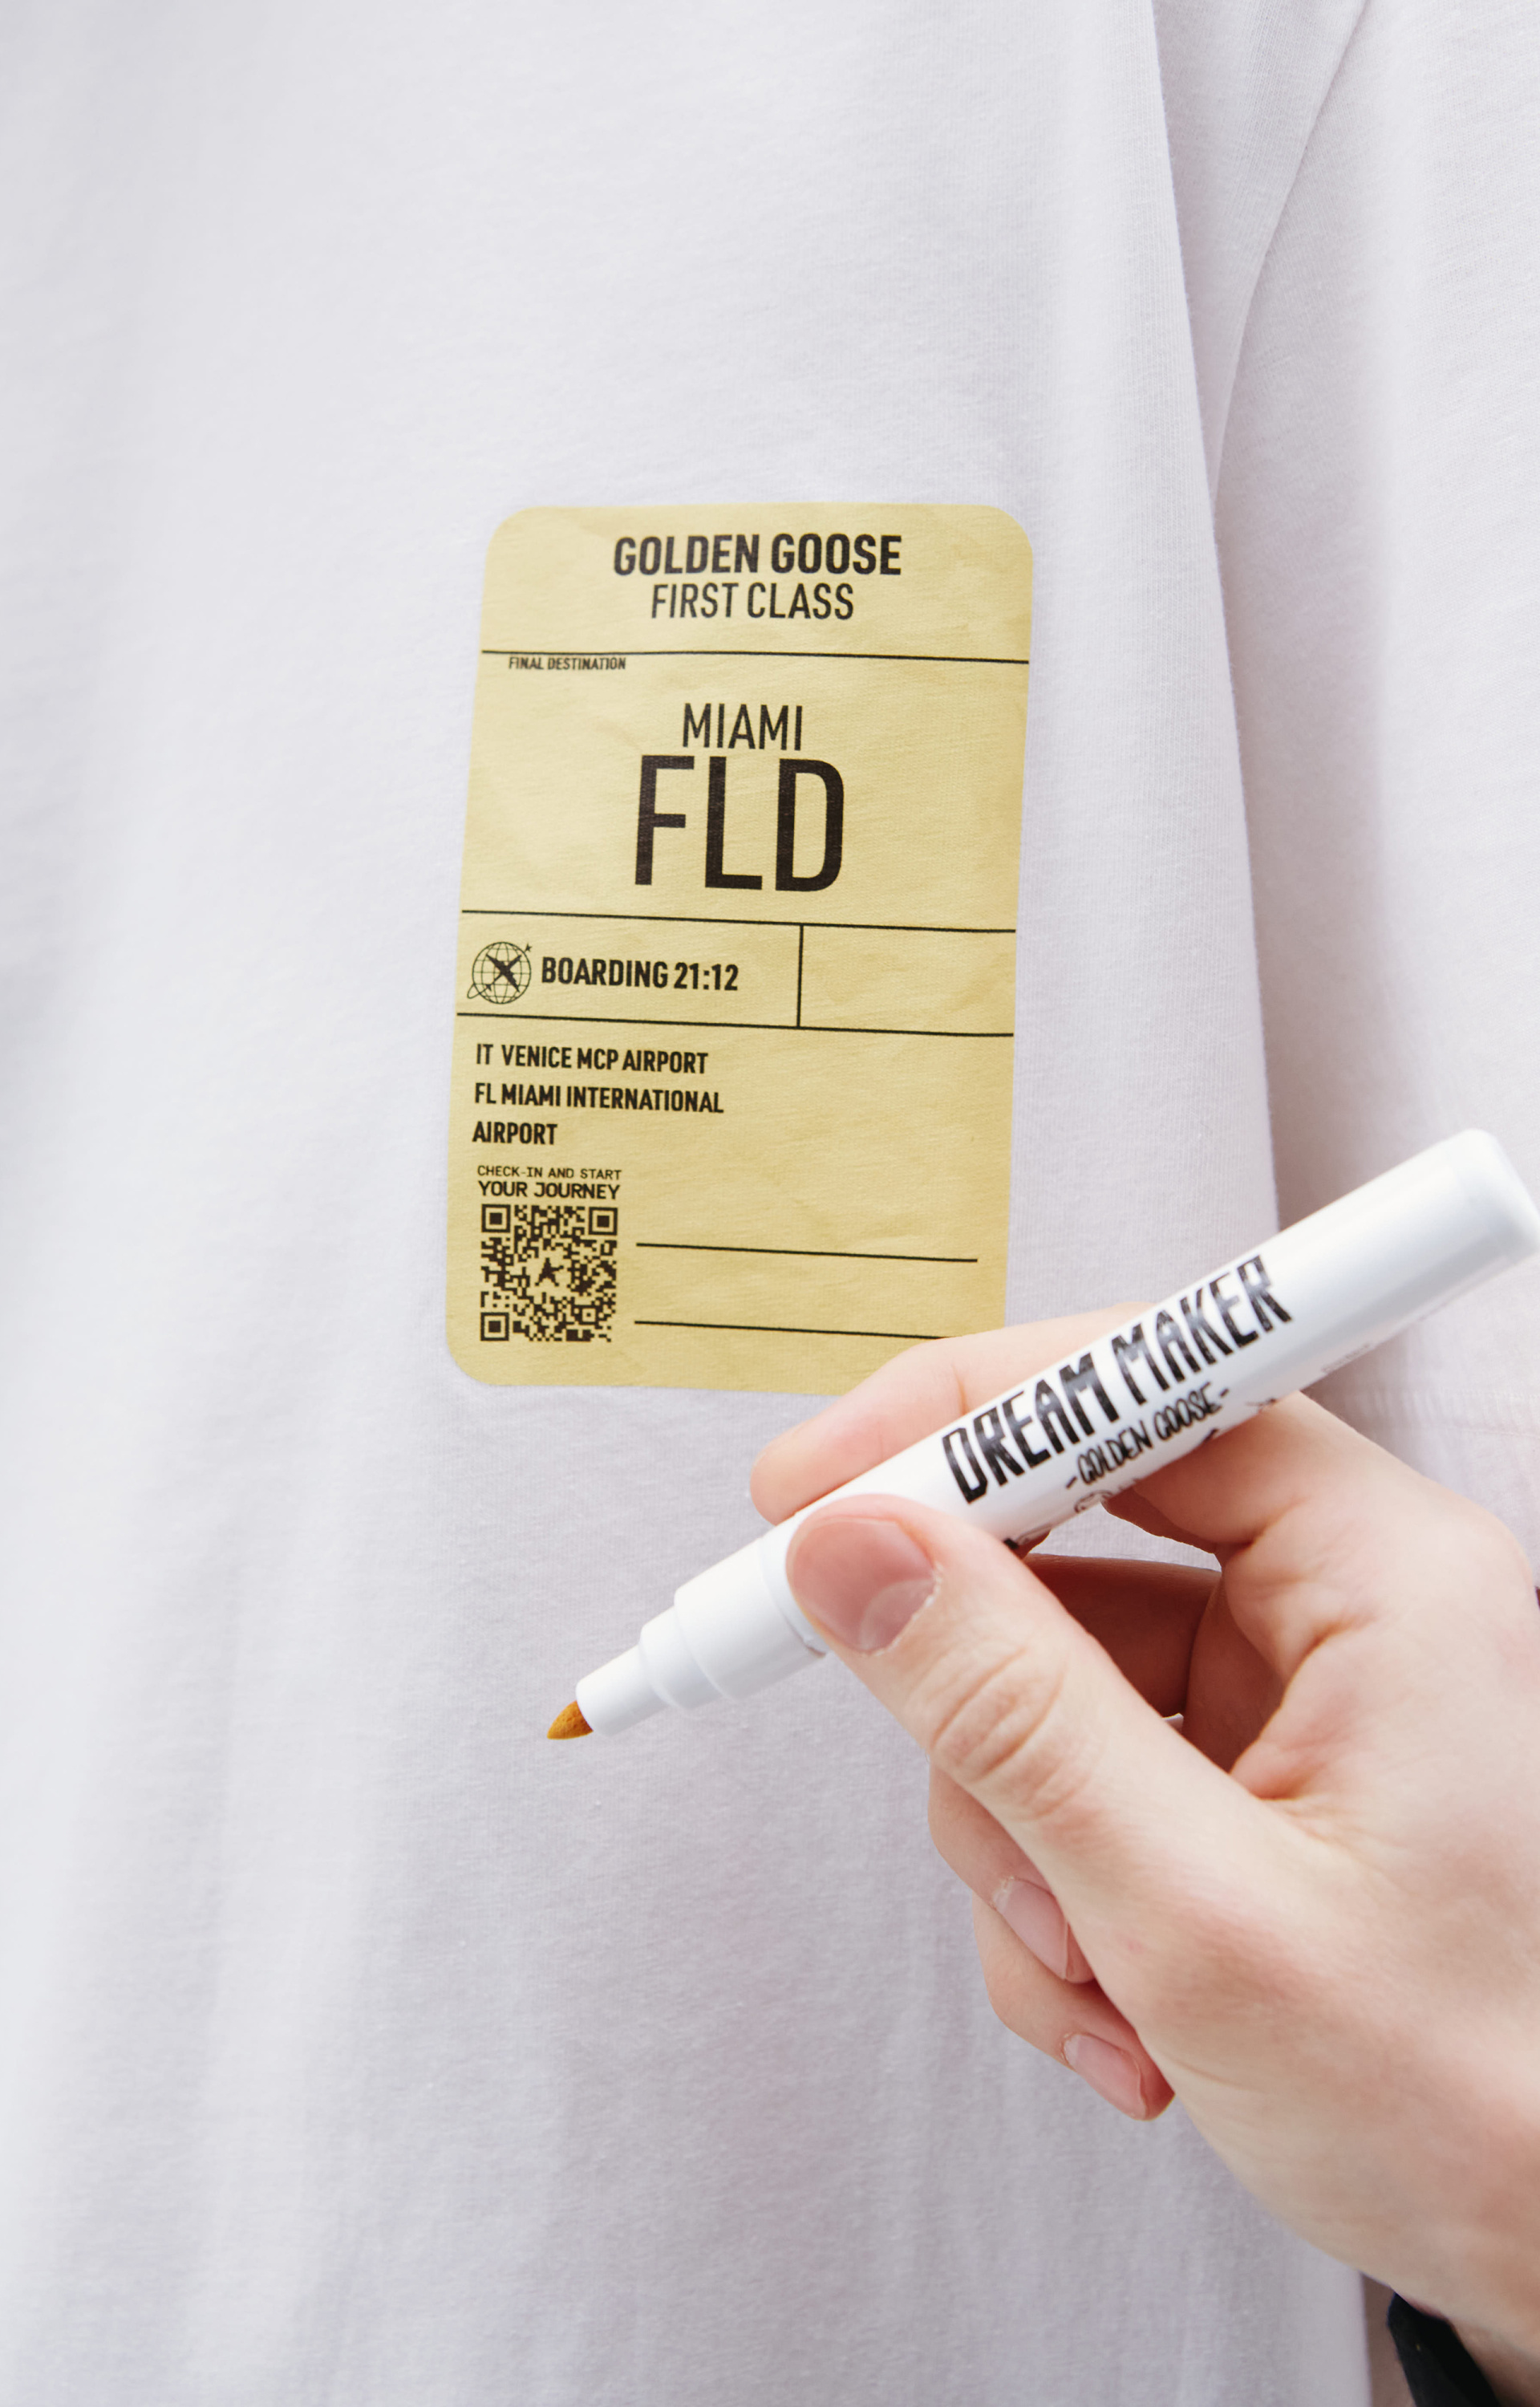 GOLDEN GOOSE
FIRST CLASS
FINAL DESTINATION
MIAMI
FLD
BOARDING 21:12
IT VENICE MCP AIRPORT
FL MIAMI INTERNATIONAL
AIRPORT
CHECK-IN AND START
YOUR JOURNEY
DREAM MAKER
-GOLDEN GOOSE-